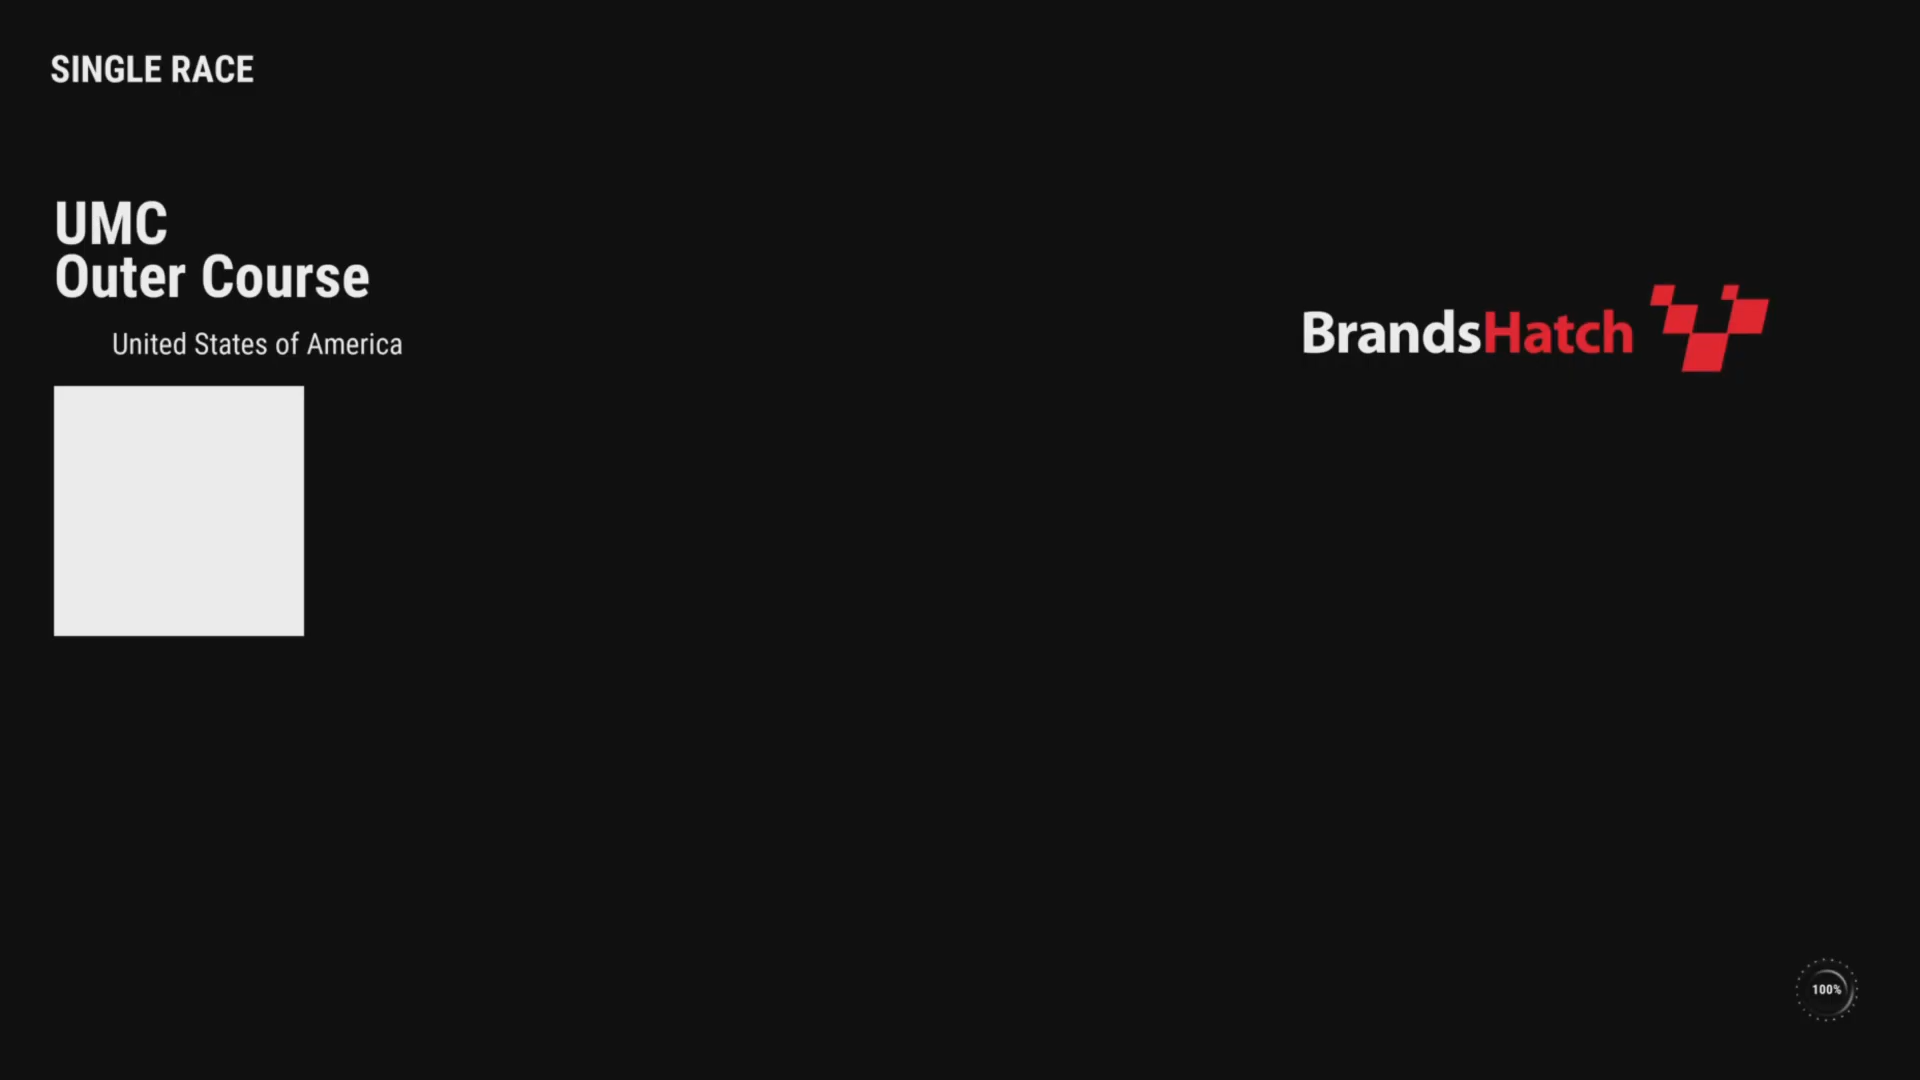 SINGLE RACE
UMC
Outer Course
United States of America
BrandsHatch
100%